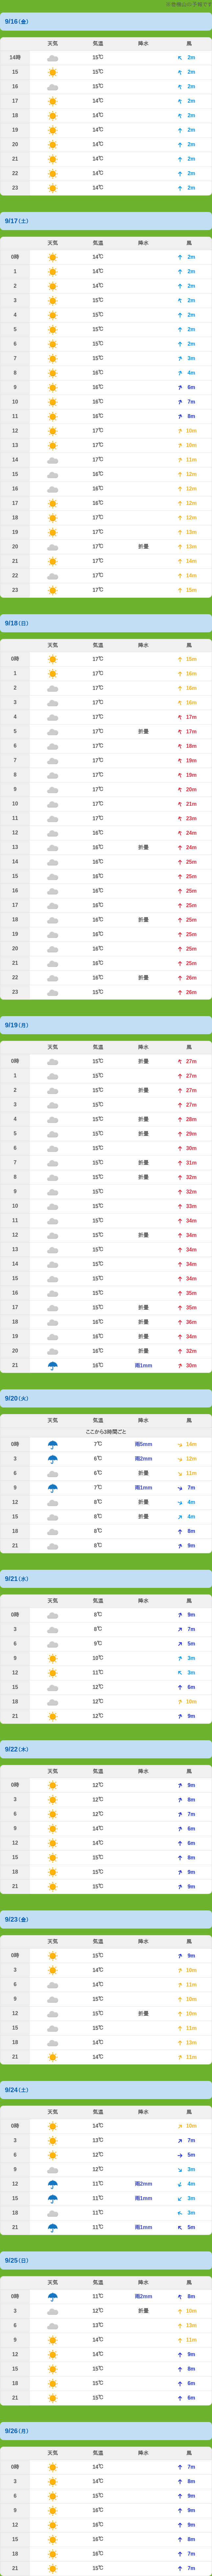 9/16(金)
天気 気温 降水 風
14時 15℃ 2m
15 15℃ 2m
16 15℃ 2m
17 14℃ 2m
18 14℃ 2m
19 14℃ 2m
20 14℃ 2m
21 14℃ 2m
22 14℃ 2m
23 14℃ 2m
9/17(土)
天気 気温 降水 風
0時 14℃ 2m
1 14℃ 2m
2 14℃ 2m
3 15℃ 2m
4 15℃ 2m
5 15℃ 2m
6 15℃ 2m
7 15℃ 3m
8 16℃ 4m
9 16℃ 6m
10 16℃ 7m
11 16℃ 8m
12 17℃ 10m
13 17℃ 10m
14 17℃ 11m
15 16℃ 12m
16 16℃ 12m
17 16℃ 12m
18 17℃ 12m
19 17℃ 13m
20 17℃ 折畳 13m
21 17℃ 14m
22 17℃ 14m
23 17℃ 15m
9/18(日)
天気 気温 降水 風
0時 17℃ 15m
1 17℃ 16m
2 17℃ 16m
3 17℃ 16m
4 17℃ 17m
5 17℃ 折畳 17m
6 17℃ 18m
7 17℃ 19m
8 17℃ 19m
9 17℃ 20m
10 17℃ 21m
11 17℃ 23m
12 16℃ 24m
13 16℃ 折畳 24m
14 16℃ 25m
15 16℃ 25m
16 16℃ 25m
17 16℃ 25m
18 16℃ 折畳 25m
19 16℃ 25m
20 16℃ 25m
21 16℃ 25m
22 16℃ 折畳 26m
23 15℃ 26m
9/19(月)
天気 気温 降水 風
0時 15℃ 折畳 27m
1 15℃ 27m
2 15℃ 折畳 27m
3 15℃ 27m
4 15℃ 折畳 28m
5 15℃ 折畳 29m
6 15℃ 30m
7 15℃ 折畳 31m
8 15℃ 折畳 32m
9 15℃ 32m
10 15℃ 33m
11 15℃ 34m
12 15℃ 折畳 34m
13 15℃ 34m
14 15℃ 34m
15 15℃ 34m
16 15℃ 35m
17 15℃ 折畳 35m
18 16℃ 折畳 36m
19 16℃ 折畳 34m
20 16℃ 折畳 32m
21 16℃ 雨1mm 30m
9/20(火)
天気 気温 降水 風
ここから3時間ごと
0時 7℃ 雨5mm 14m
3 6℃ 雨2mm 12m
6 6℃ 折畳 11m
9 7℃ 雨1mm 7m
12 8℃ 折畳 4m
15 8℃ 折畳 4m
18 8℃ 8m
21 8℃ 9m
9/21(水)
天気 気温 降水 風
0時 8℃ 9m
3 8℃ 7m
6 9℃ 5m
9 10℃ 3m
12 11℃ 3m
15 12℃ 6m
18 12℃ 10m
21 12℃ 9m
9/22(木)
天気 気温 降水 風
0時 12℃ 9m
3 12℃ 8m
6 12℃ 7m
9 14℃ 6m
12 14℃ 6m
15 15℃ 8m
18 15℃ 9m
21 15℃ 9m
9/23(金)
天気 気温 降水 風
0時 15℃ 9m
3 14℃ 10m
6 14℃ 11m
9 15℃ 10m
12 15℃ 折畳 10m
15 15℃ 11m
18 14℃ 13m
21 14℃ 11m
9/24(土)
天気 気温 降水 風
0時 14℃ 10m
3 13℃ 7m
6 12℃ 5m
9 12℃ 3m
12 11℃ 雨2mm 4m
15 11℃ 雨1mm 3m
18 11℃ 3m
21 11℃ 雨1mm 5m
9/25(日)
天気 気温 降水 風
0時 11℃ 雨2mm 8m
3 12℃ 折畳 10m
6 13℃ 13m
9 14℃ 11m
12 14℃ 9m
15 15℃ 8m
18 15℃ 6m
21 15℃ 6m
9/26(月)
天気 気温 降水 風
0時 14℃ 7m
3 14℃ 8m
6 15℃ 9m
9 16℃ 9m
12 16℃ 9m
15 16℃ 8m
18 16℃ 7m
21 15℃ 7m